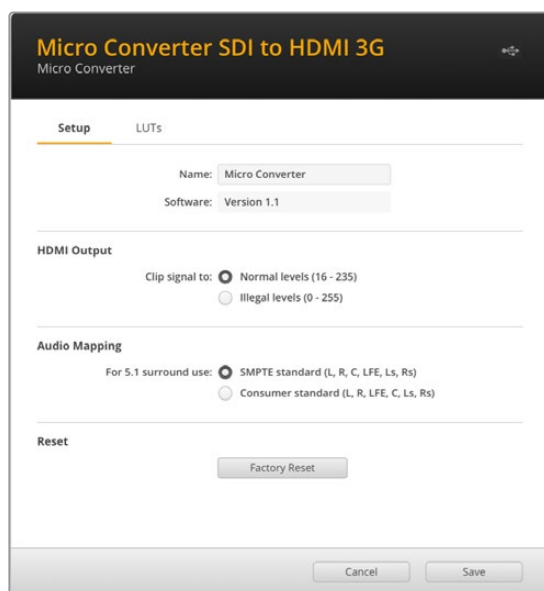 Micro Converter SDI to HDMI 3G
Micro Converter
Setup LUTs
Name: Micro Converter
Software: Version 1.1
HDMI Output
Clip signal to: Normal levels (16 - 235)
Illegal levels (0 - 255)
Audio Mapping
For 5.1 surround use: SMPTE standard (L, R, C, LFE, Ls, Rs)
Consumer standard (L, R, LFE, C, Ls, Rs)
Reset
Factory Reset
Cancel Save